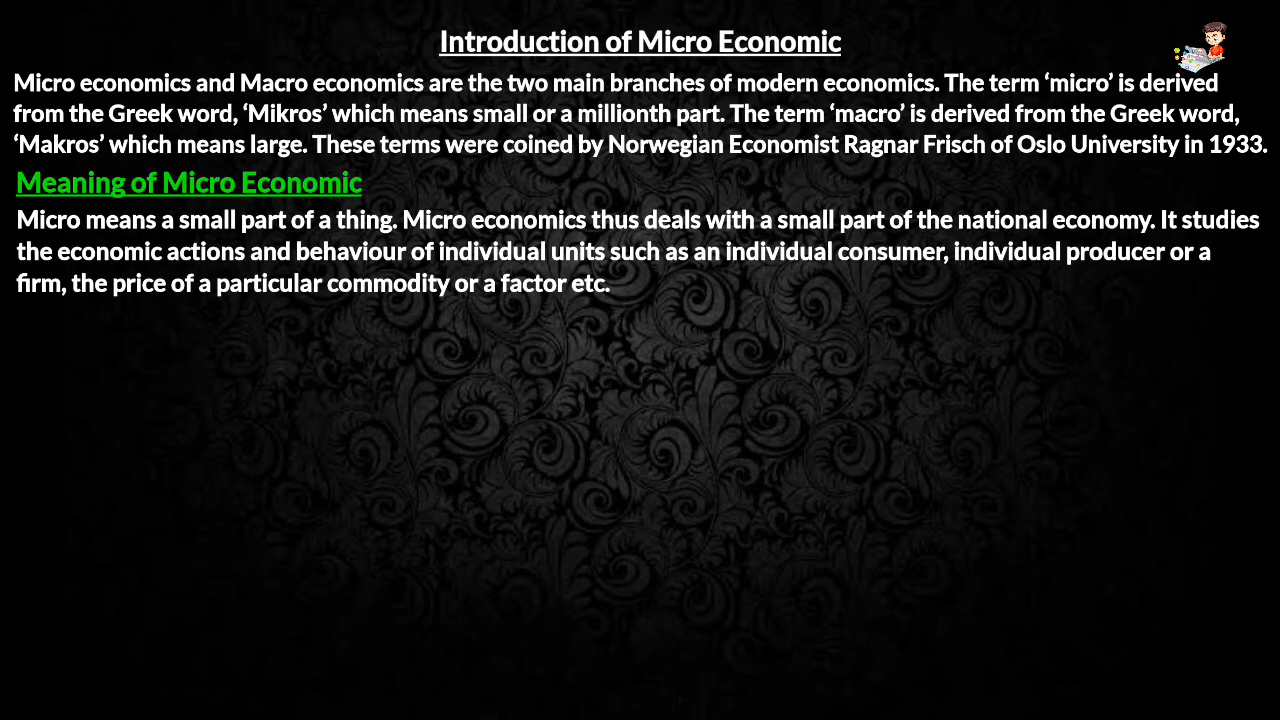 Introduction of Micro Economic
Micro economics and Macro economics are the two main branches of modern economics. The term ‘micro’ is derived
from the Greek word, ‘Mikros’ which means small or a millionth part. The term ‘macro’ is derived from the Greek word,
‘Makros’ which means large. These terms were coined by Norwegian Economist Ragnar Frisch of Oslo University in 1933.
Meaning of Micro Economic
Micro means a small part of a thing. Micro economics thus deals with a small part of the national economy. It studies
the economic actions and behaviour of individual units such as an individual consumer, individual producer or a
firm, the price of a particular commodity or a factor etc.